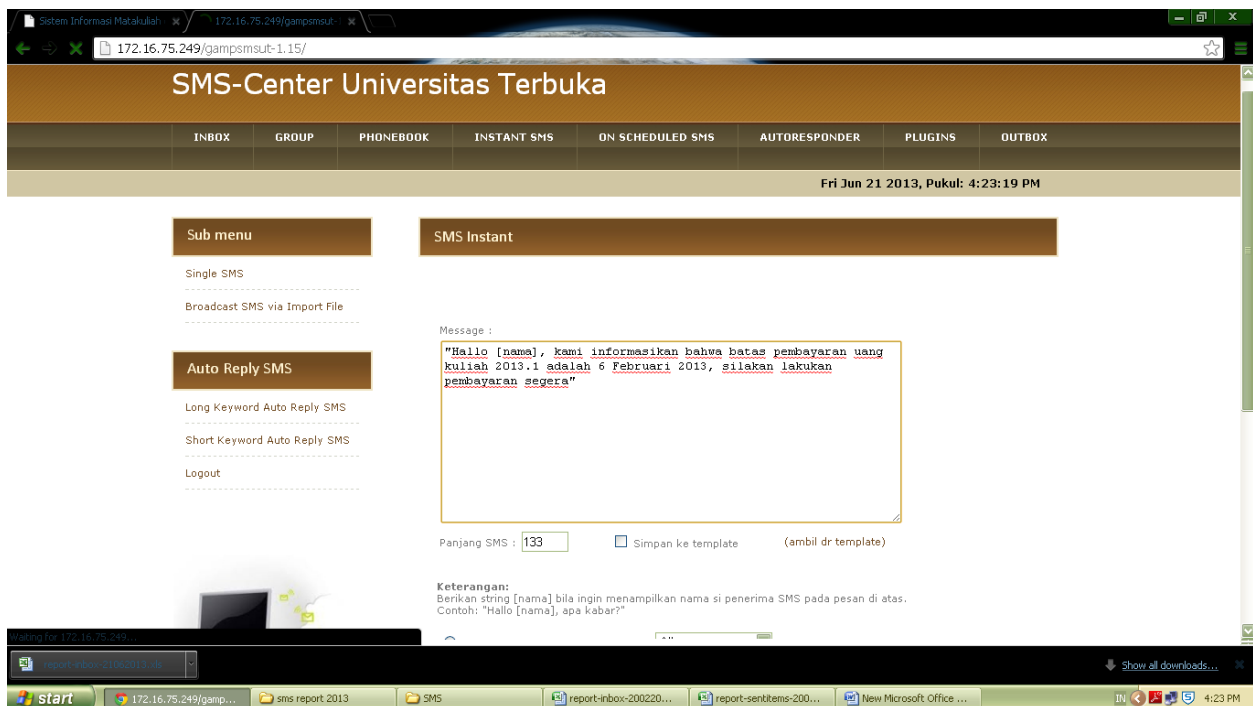 Sistem Informasi Matakuliah
172.16.75.249/gampsmsut-1
172.16.75.249/gampsmsut-1.15/
SMS-Center Universitas Terbuka
INBOX GROUP PHONEBOOK INSTANT SMS ON SCHEDULED SMS AUTORESPONDER PLUGINS OUTBOX
Fri Jun 21 2013, Pukul: 4:23:19 PM
Sub menu
Single SMS
Broadcast SMS via Import File
Auto Reply SMS
Long Keyword Auto Reply SMS
Short Keyword Auto Reply SMS
Logout
SMS Instant
Message :
"Hallo [nama], kami informasikan bahwa batas pembayaran uang
kuliah 2013.1 adalah 6 Februari 2013, silakan lakukan
pembayaran segera"
Panjang SMS : 133 Simpan ke template (ambil dr template)
Keterangan:
Berikan string [nama] bila ingin menampilkan nama si penerima SMS pada pesan di atas.
Contoh: "Hallo [nama], apa kabar?"
Waiting for 172.16.75.249...
report-inbox-21062013.xls
Show all downloads...
start 172.16.75.249/gamp... sms report 2013 SMS report-inbox-200220... report-sentitems-200... New Microsoft Office ... IN 4:23 PM